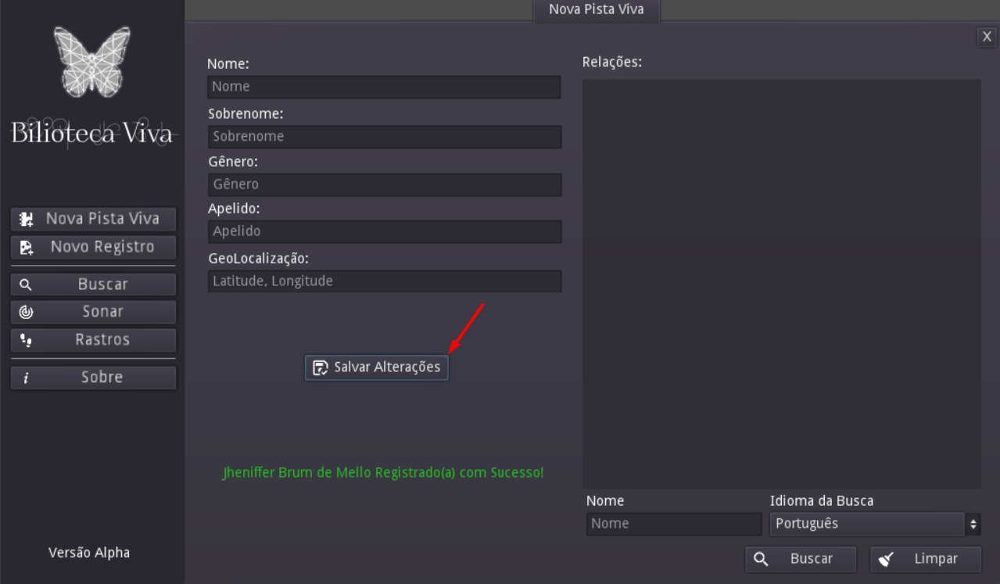 Bilioteca Viva
Nova Pista Viva
Novo Registro
Buscar
Sonar
Rastros
Sobre
Versão Alpha
Nova Pista Viva
X
Nome:
Nome
Sobrenome:
Sobrenome
Gênero:
Gênero
Apelido:
Apelido
GeoLocalização:
Latitude, Longitude
Salvar Alterações
Jheniffer Brum de Mello Registrado(a) com Sucesso!
Relações:
Nome
Nome
Idioma da Busca
Português
Buscar
Limpar